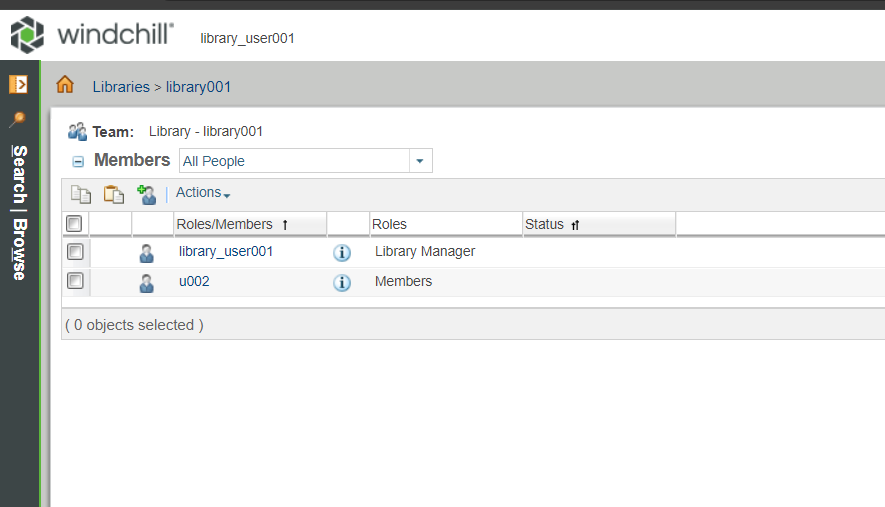 windchill® library_user001
Libraries > library001
Team: Library - library001
Members All People
Actions
Roles/Members Roles Status
library_user001 Library Manager
u002 Members
( 0 objects selected )
Search | Browse